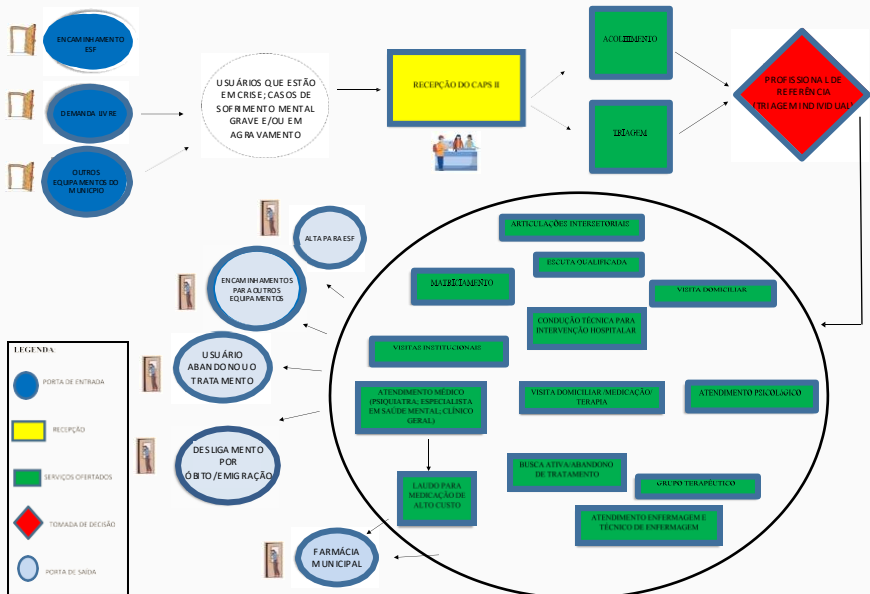 ENCAMINHAMENTO
ESF
DEMANDA LIVRE
OUTROS
EQUIPAMENTOS DO
MUNICPIO
USUÁRIOS QUE ESTÃO
EM CRISE; CASOS DE
SOFRIMENTO MENTAL
GRAVE E/OU EM
AGRAVAMENTO
RECEPÇÃO DO CAPS II
ACOLHIMENTO
TRIAGEM
PROFISSIONAL DE
REFERÊNCIA
(TRIAGEM INDIVIDUAL)
ARTICULAÇÕES INTERSETORIAIS
ESCUTA QUALIFICADA
MATRICIAMENTO
VISITA DOMICILIAR
CONDUÇÃO TÉCNICA PARA
INTERVENÇÃO HOSPITALAR
VISITAS INSTITUCIONAIS
ATENDIMENTO MÉDICO
(PSIQUIATRA; ESPECIALISTA
EM SAÚDE MENTAL; CLÍNICO
GERAL)
VISITA DOMICILIAR/MEDICAÇÃO/
TERAPIA
ATENDIMENTO PSICOLÓGICO
BUSCA ATIVA/ABANDONO
DE TRATAMENTO
GRUPO TERAPÊUTICO
LAUDO PARA
MEDICAÇÃO DE
ALTO CUSTO
ATENDIMENTO ENFERMAGEM E
TÉCNICO DE ENFERMAGEM
ALTA PARA ESF
ENCAMINHAMENTOS
PARA OUTROS
EQUIPAMENTOS
USUÁRIO
ABANDONOU O
TRATAMENTO
DESLIGAMENTO
POR
ÓBITO/EMIGRAÇÃO
FARMÁCIA
MUNICIPAL
LEGENDA:
PORTA DE ENTRADA
RECEPÇÃO
SERVIÇOS OFERTADOS
TOMADA DE DECISÃO
PORTA DE SAÍDA